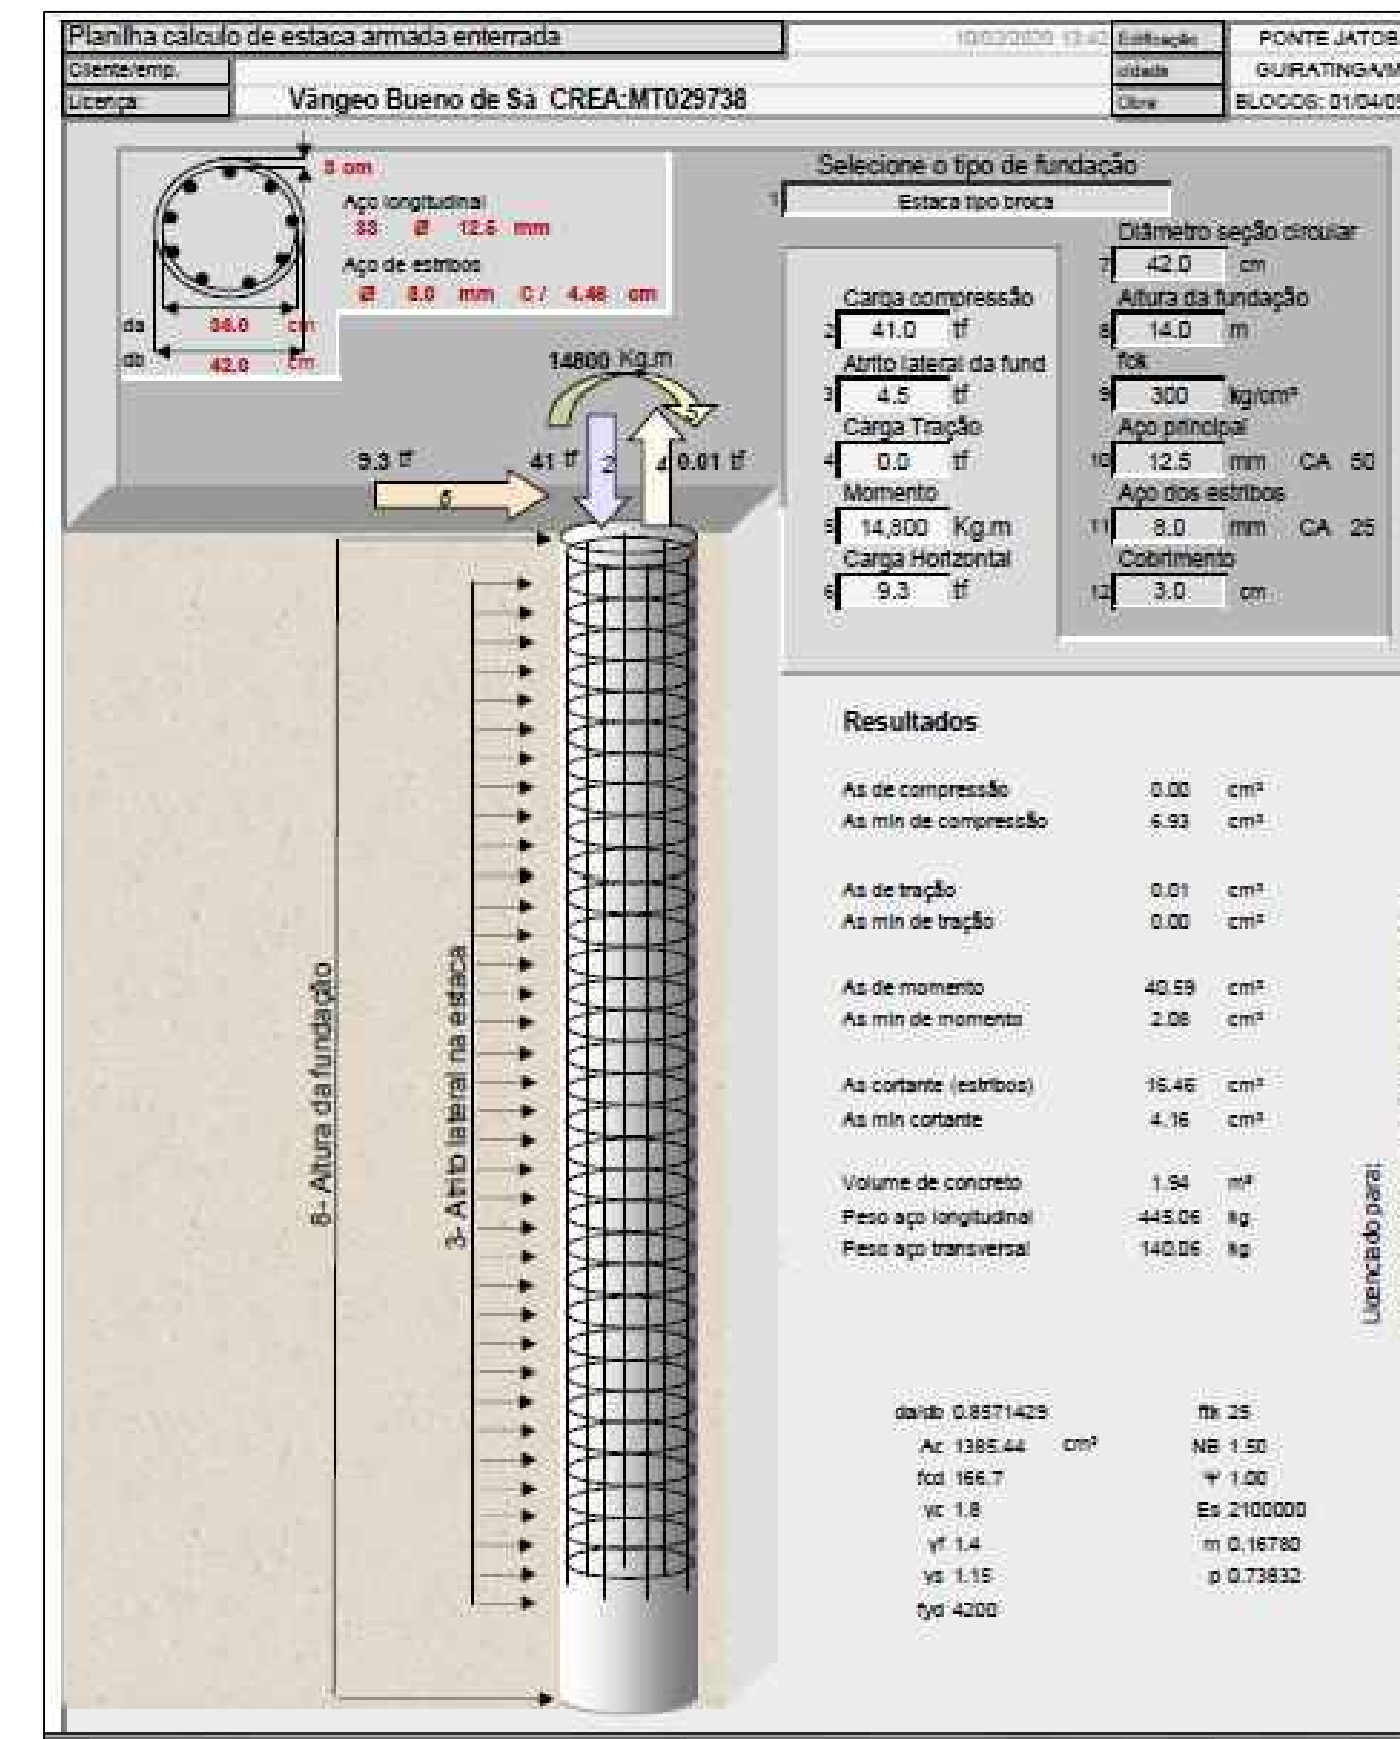 Planilha cálculo de estaca armada enterrada
10/02/2020 13:42
Edificação PONTE JATOB
Cliente/emp.
cidade GUIRATINGA/M
Licença: Vângeo Bueno de Sá CREA:MT029738
Obra BLOCOS: 01/04/0
3 cm
Aço longitudinal
33 Ø 12.5 mm
Aço de estribos
Ø 8.0 mm C/ 4.46 cm
da 36.0 cm
db 42.0 cm
Selecione o tipo de fundação
1 Estaca tipo broca
Diâmetro seção circular
7 42.0 cm
Carga compressão
2 41.0 tf
Altura da fundação
8 14.0 m
Atrito lateral da fund
3 4.5 tf
fck
9 300 kg/cm²
Carga Tração
4 0.0 tf
Aço principal
10 12.5 mm CA 50
Momento
5 14,800 Kg.m
Aço dos estribos
11 8.0 mm CA 25
Carga Horizontal
6 9.3 tf
Cobrimento
12 3.0 cm
14800 Kg.m
9.3 tf
41 tf
2
4
0.01 tf
5
6
8- Altura da fundação
3- Atrito lateral na estaca
Resultados
As de compressão 0.00 cm²
As min de compressão 6.93 cm²
As de tração 0.01 cm²
As min de tração 0.00 cm²
As de momento 40.59 cm²
As min de momento 2.08 cm²
As cortante (estribos) cm²
As min cortante 4.16 cm²
Volume de concreto 1.94 m³
Peso aço longitudinal 445.06 kg
Peso aço transversal 140.06 kg
Licenciado para:
da/db 0.8571429
Ac 1385.44 cm²
fcd 166.7
γc 1.8
γf 1.4
γs 1.15
fyd 4200
ftk 25
NB 1.50
Ψ 1.00
Es 2100000
m 0.16780
p 0.73832